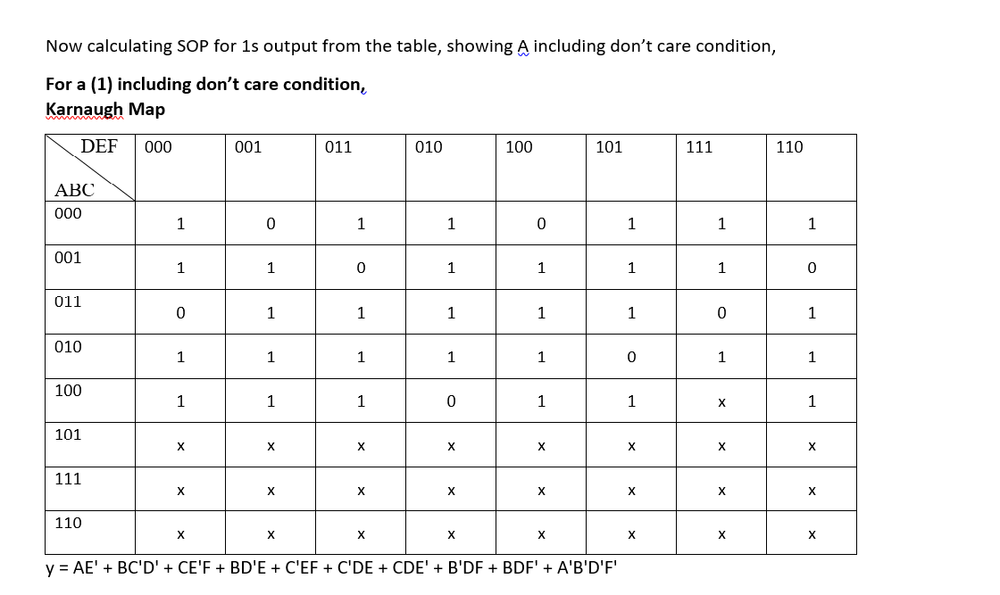 Now calculating SOP for 1s output from the table, showing A including don’t care condition,
For a (1) including don’t care condition,
Karnaugh Map
DEF 000 001 011 010 100 101 111 110
ABC
000 1 0 1 1 0 1 1 1
001 1 1 0 1 1 1 1 0
011 0 1 1 1 1 1 0 1
010 1 1 1 1 1 0 1 1
100 1 1 1 0 1 1 x 1
101 x x x x x x x x
111 x x x x x x x x
110 x x x x x x x x
y = AE' + BC'D' + CE'F + BD'E + C'EF + C'DE + CDE' + B'DF + BDF' + A'B'D'F'